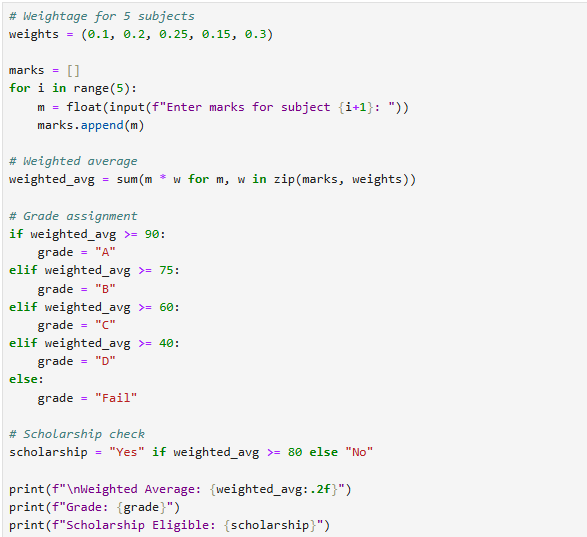 # Weightage for 5 subjects
weights = (0.1, 0.2, 0.25, 0.15, 0.3)

marks = []
for i in range(5):
    m = float(input(f"Enter marks for subject {i+1}: "))
    marks.append(m)

# Weighted average
weighted_avg = sum(m * w for m, w in zip(marks, weights))

# Grade assignment
if weighted_avg >= 90:
    grade = "A"
elif weighted_avg >= 75:
    grade = "B"
elif weighted_avg >= 60:
    grade = "C"
elif weighted_avg >= 40:
    grade = "D"
else:
    grade = "Fail"

# Scholarship check
scholarship = "Yes" if weighted_avg >= 80 else "No"

print(f"\nWeighted Average: {weighted_avg:.2f}")
print(f"Grade: {grade}")
print(f"Scholarship Eligible: {scholarship}")